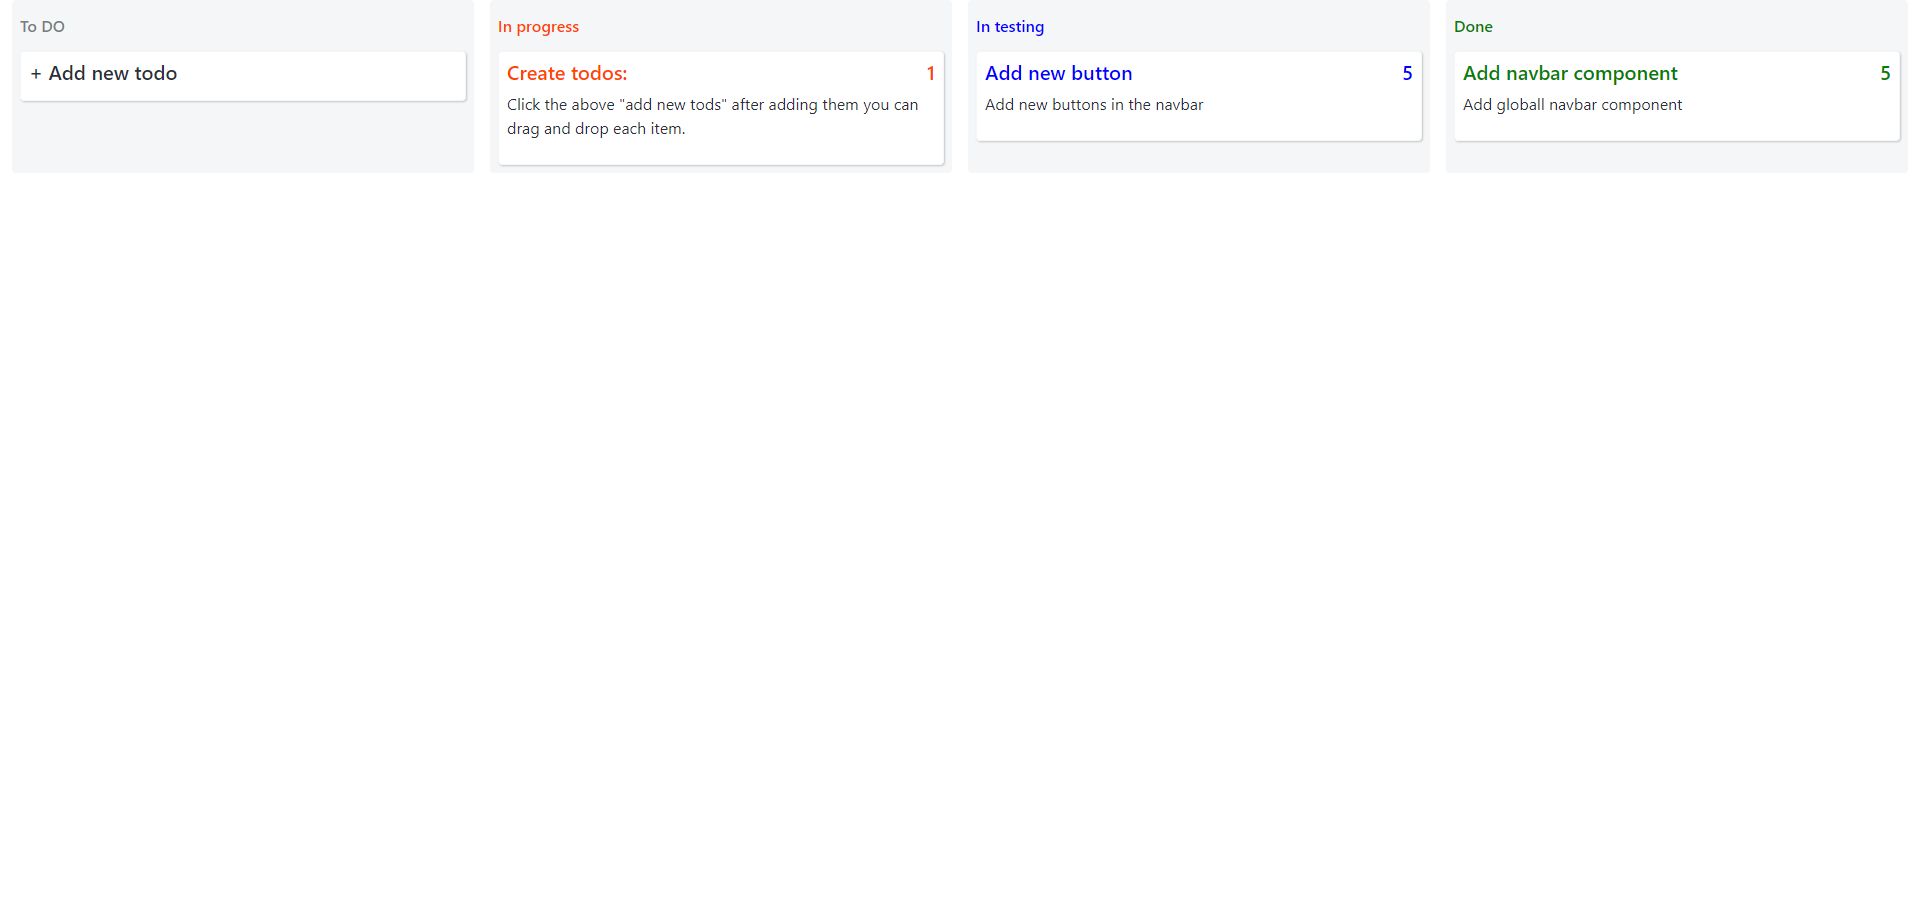 To DO
+ Add new todo
In progress
Create todos: 1
Click the above "add new tods" after adding them you can
drag and drop each item.
In testing
Add new button 5
Add new buttons in the navbar
Done
Add navbar component 5
Add globall navbar component